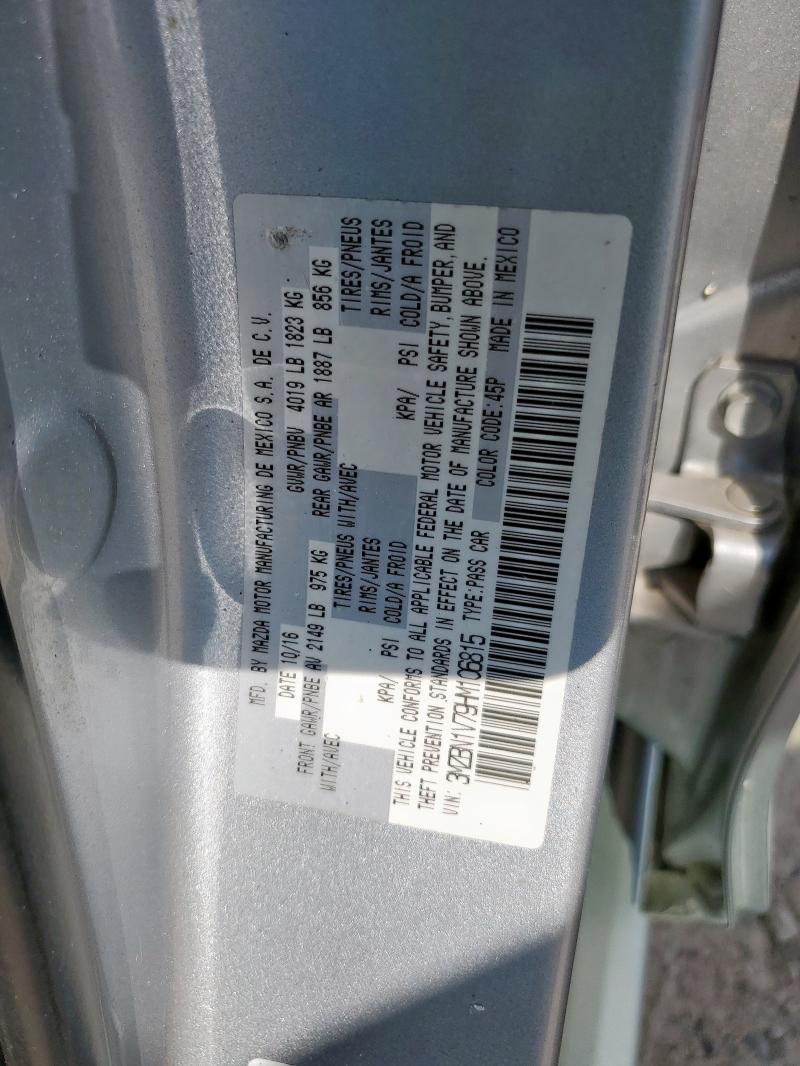 MFD. BY MAZDA MOTOR MANUFACTURING DE MEXICO S.A. DE C.V.
DATE 10/16 GVWR/PNBV 4019 LB 1823 KG
FRONT GAWR/PNBE AV 2149 LB 975 KG REAR GAWR/PNBE AR 1887 LB 856 KG
WITH/AVEC TIRES/PNEUS WITH/AVEC TIRES/PNEUS
RIMS/JANTES RIMS/JANTES
KPA/ PSI COLD/A FROID KPA/ PSI COLD/A FROID
THIS VEHICLE CONFORMS TO ALL APPLICABLE FEDERAL MOTOR VEHICLE SAFETY, BUMPER, AND
THEFT PREVENTION STANDARDS IN EFFECT ON THE DATE OF MANUFACTURE SHOWN ABOVE.
VIN: 3MZBN1V79HM106815 TYPE:PASS CAR COLOR CODE:45P MADE IN MEXICO